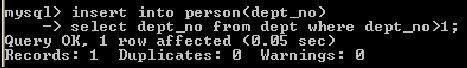 mysql> insert into person(dept_no)
    -> select dept_no from dept where dept_no>1;
Query OK, 1 row affected (0.05 sec)
Records: 1  Duplicates: 0  Warnings: 0